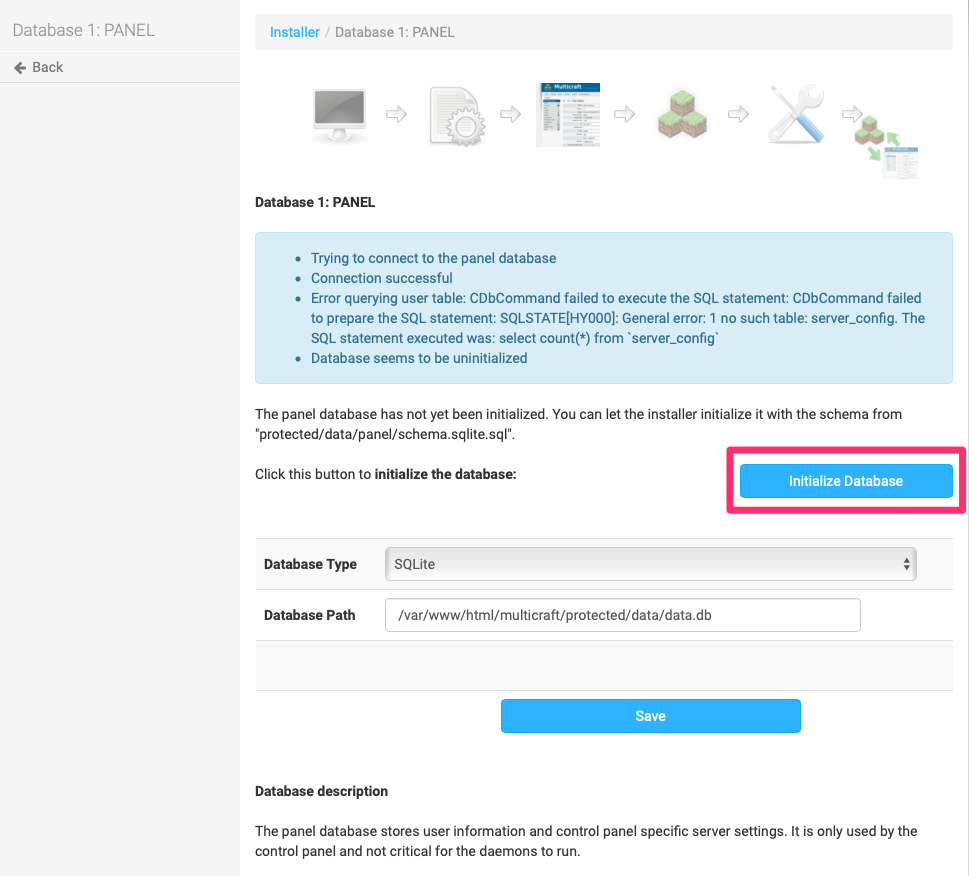 Database 1: PANEL
Back
Installer / Database 1: PANEL
Multicraft
Database 1: PANEL
Trying to connect to the panel database
Connection successful
Error querying user table: CDbCommand failed to execute the SQL statement: CDbCommand failed
to prepare the SQL statement: SQLSTATE[HY000]: General error: 1 no such table: server_config. The
SQL statement executed was: select count(*) from `server_config`
Database seems to be uninitialized
The panel database has not yet been initialized. You can let the installer initialize it with the schema from
"protected/data/panel/schema.sqlite.sql".
Click this button to initialize the database:
Initialize Database
Database Type
SQLite
Database Path
/var/www/html/multicraft/protected/data/data.db
Save
Database description
The panel database stores user information and control panel specific server settings. It is only used by the
control panel and not critical for the daemons to run.